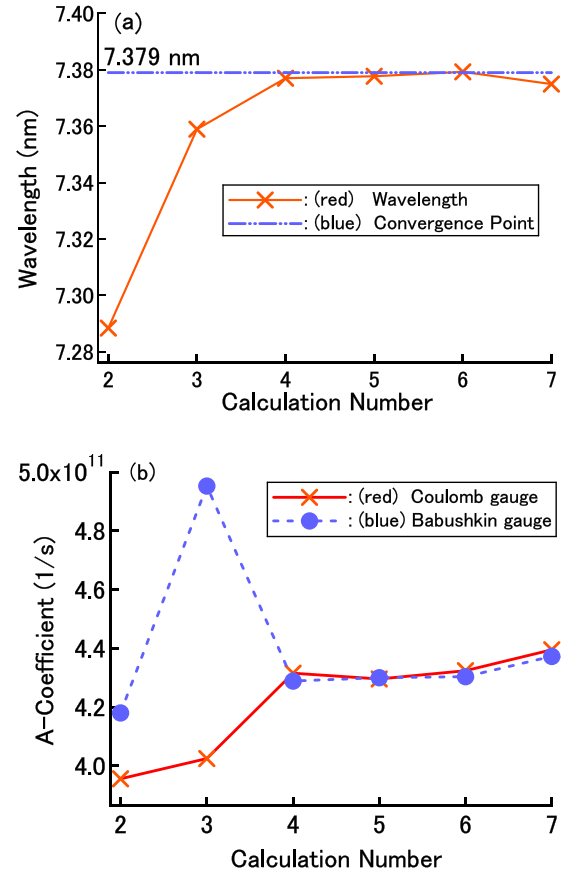 (a)
7.40
7.379 nm
7.38
7.36
7.34
7.32
7.30
7.28
Wavelength (nm)
: (red) Wavelength
: (blue) Convergence Point
2 3 4 5 6 7
Calculation Number
(b)
5.0x10 11
4.8
4.6
4.4
4.2
4.0
A-Coefficient (1/s)
: (red) Coulomb gauge
: (blue) Babushkin gauge
2 3 4 5 6 7
Calculation Number